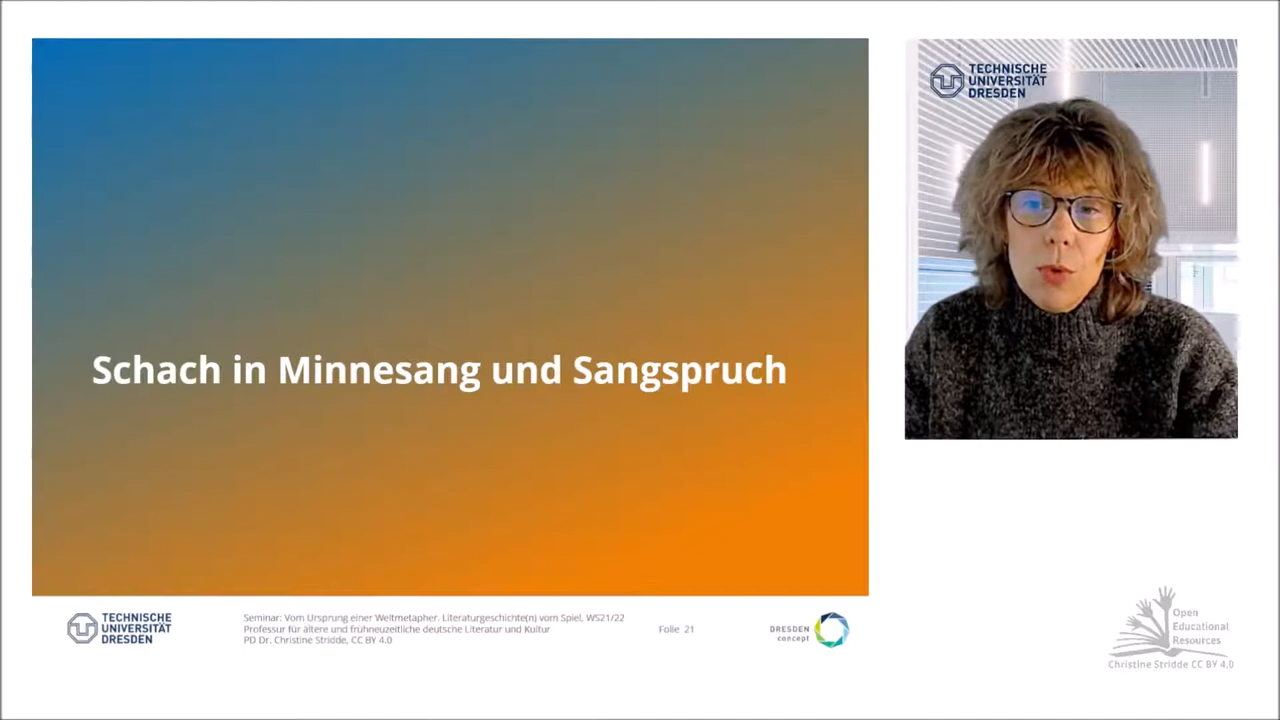 Schach in Minnesang und Sangspruch
TECHNISCHE
UNIVERSITÄT
DRESDEN
TECHNISCHE
UNIVERSITÄT
DRESDEN
Seminar: Vom Ursprung einer Weltmetapher. Literaturgeschichte(n) vom Spiel, WS21/22
Professur für ältere und frühneuzeitliche deutsche Literatur und Kultur
PD Dr. Christine Stridde, CC BY 4.0
Folie 21
DRESDEN
concept
Open
Educational
Resources
Christine Stridde CC BY 4.0